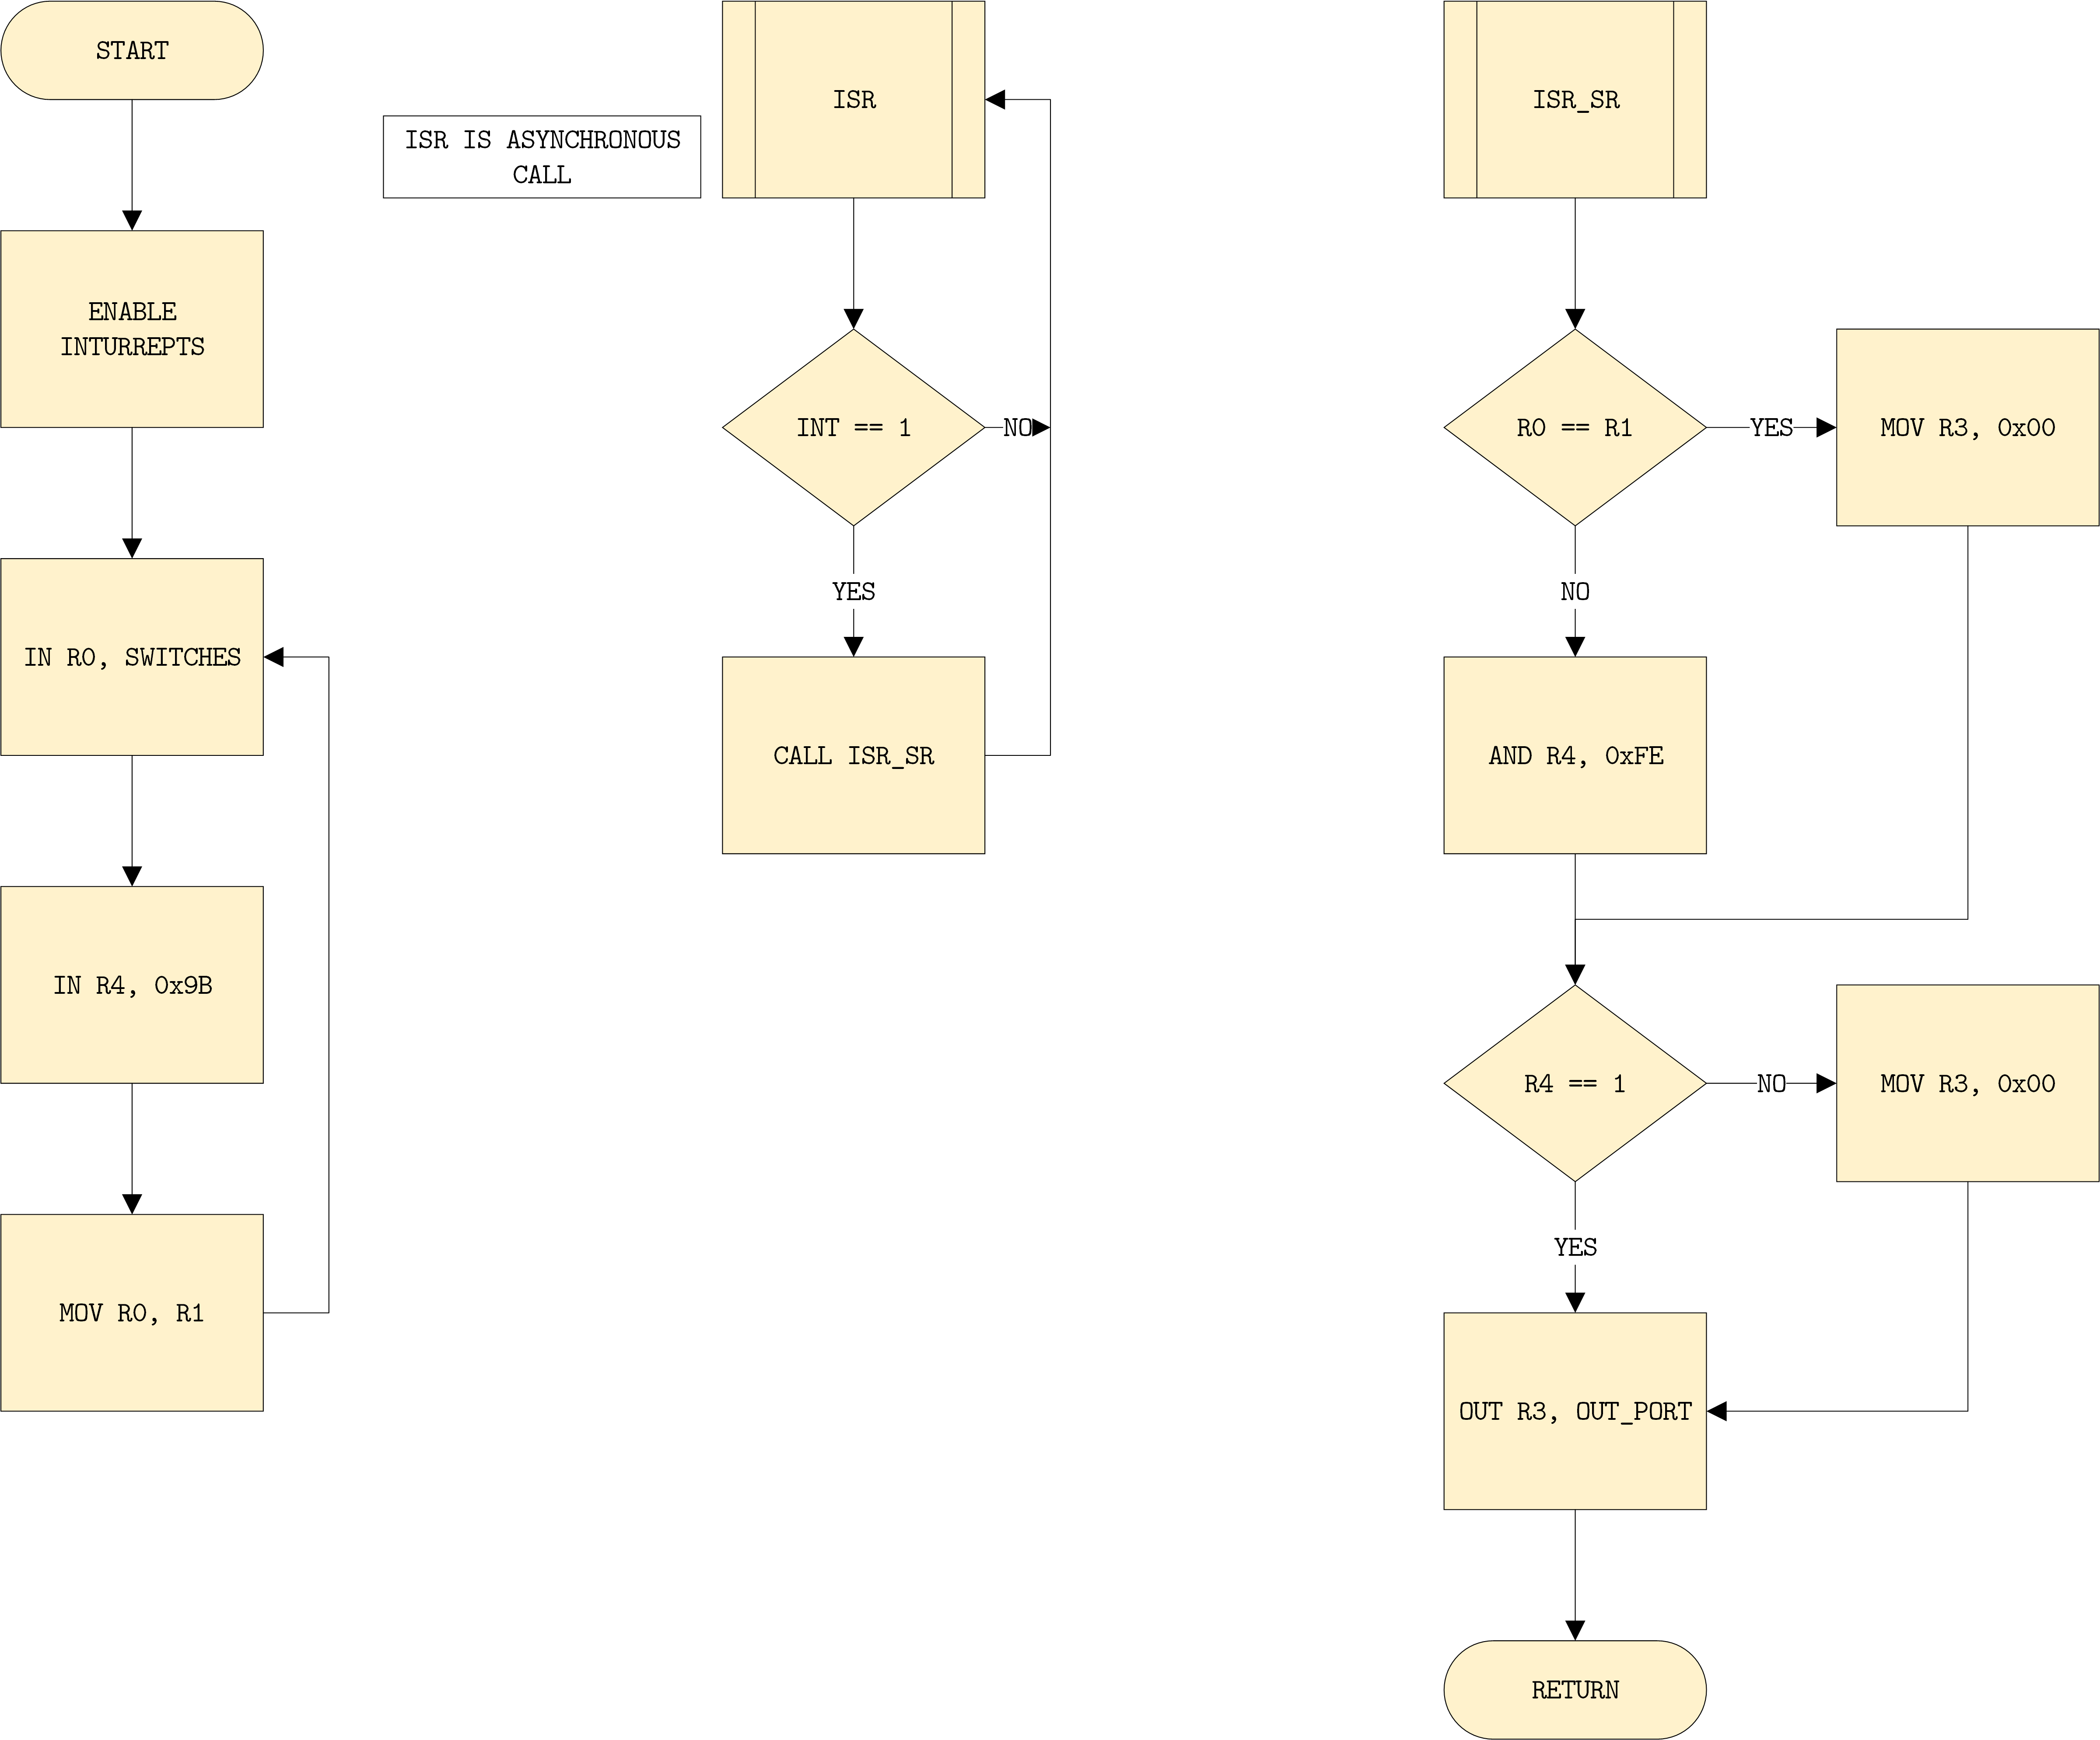 START
ENABLE
INTURREPTS
IN R0, SWITCHES
IN R4, 0x9B
MOV R0, R1
ISR IS ASYNCHRONOUS
CALL
ISR
INT == 1
NO
YES
CALL ISR_SR
ISR_SR
R0 == R1
YES
MOV R3, 0x00
NO
AND R4, 0xFE
R4 == 1
NO
MOV R3, 0x00
YES
OUT R3, OUT_PORT
RETURN